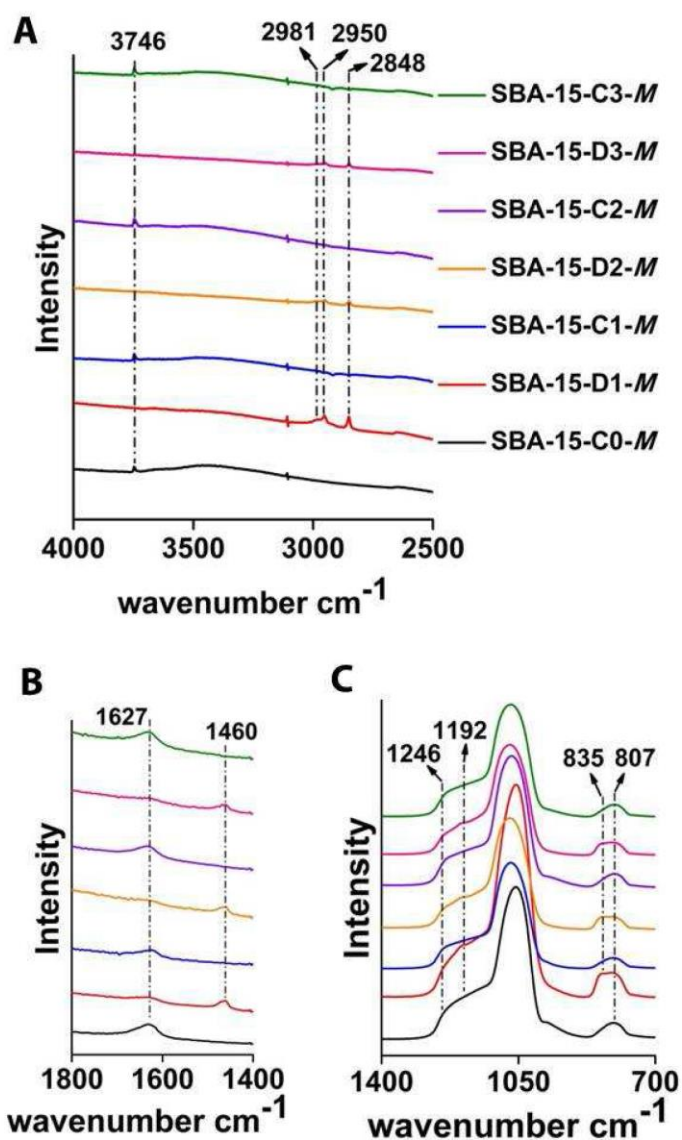 A
3746
2981
2950
2848
SBA-15-C3-M
SBA-15-D3-M
SBA-15-C2-M
SBA-15-D2-M
SBA-15-C1-M
SBA-15-D1-M
SBA-15-C0-M
Intensity
4000 3500 3000 2500
wavenumber cm-1
B
1627
1460
Intensity
1800 1600 1400
wavenumber cm-1
C
1246
1192
835
807
Intensity
1400 1050 700
wavenumber cm-1